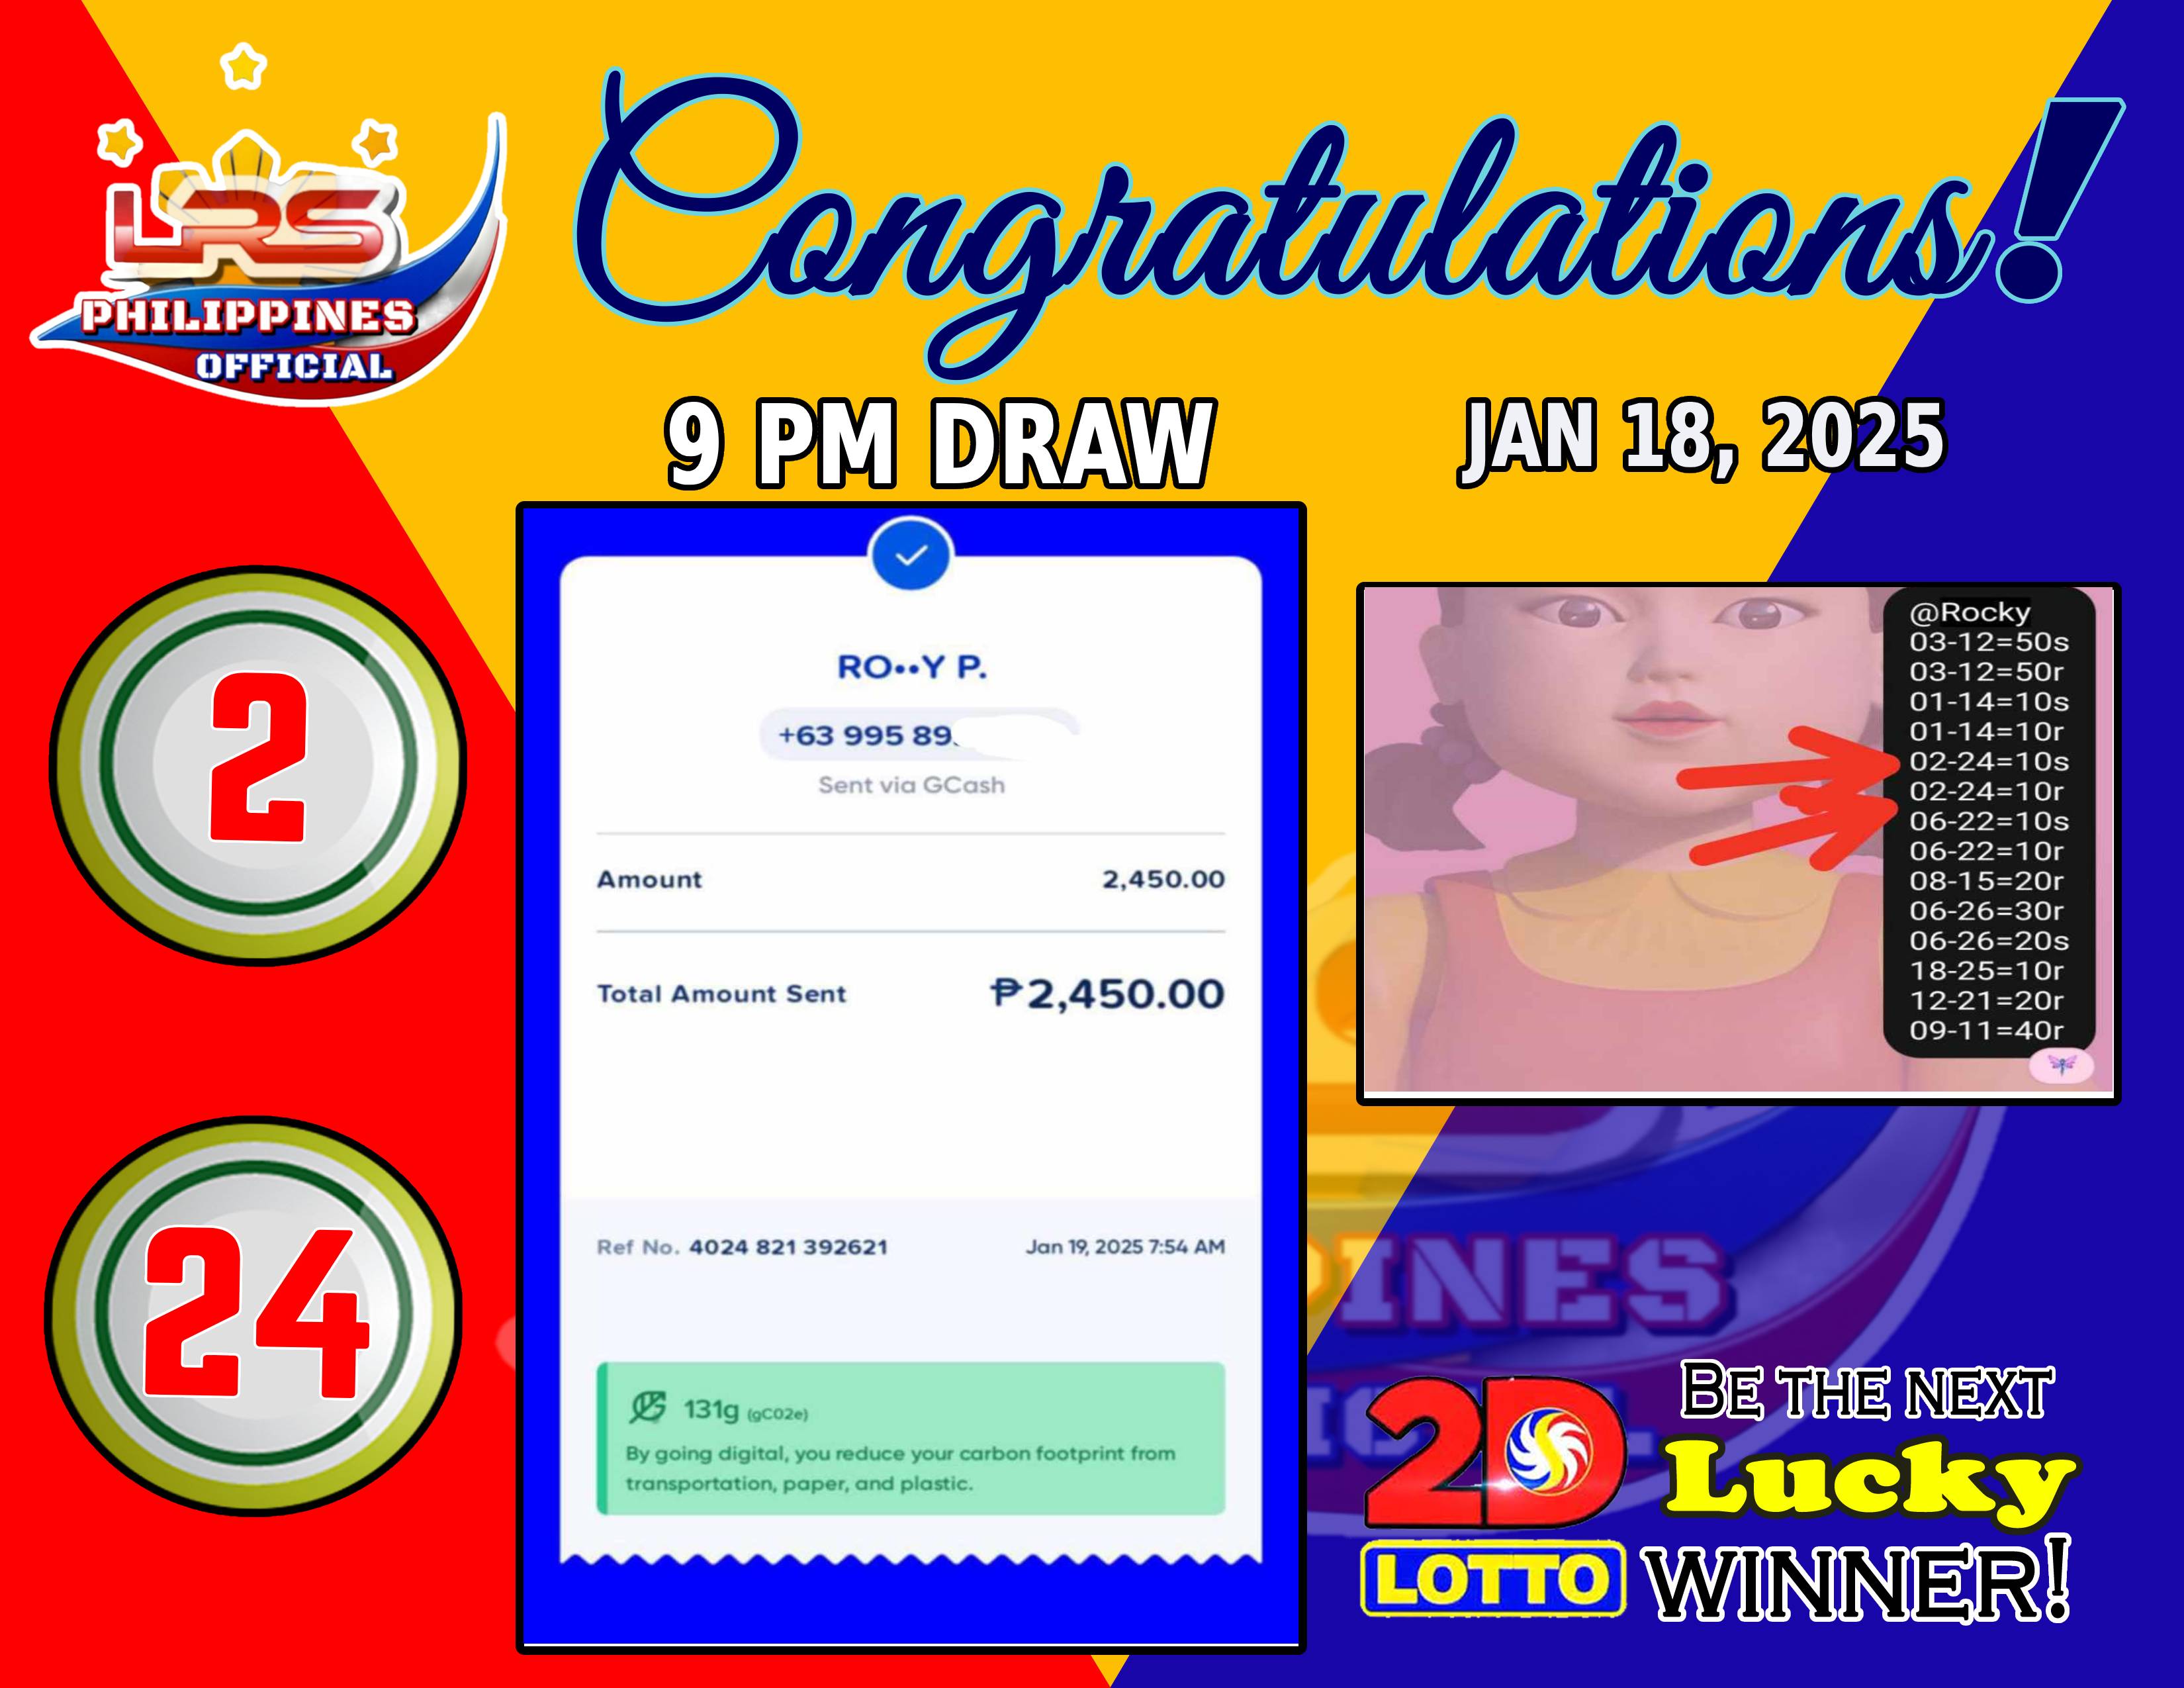 LRS
PHILIPPINES
OFFICIAL
Congratulations!
9 PM DRAW
JAN 18, 2025
2
24
RO••Y P.
+63 995 89
Sent via GCash
Amount 2,450.00
Total Amount Sent ₱2,450.00
Ref No. 4024 821 392621 Jan 19, 2025 7:54 AM
131g (gC02e)
By going digital, you reduce your carbon footprint from
transportation, paper, and plastic.
@Rocky
03-12=50s
03-12=50r
01-14=10s
01-14=10r
02-24=10s
02-24=10r
06-22=10s
06-22=10r
08-15=20r
06-26=30r
06-26=20s
18-25=10r
12-21=20r
09-11=40r
PINES
2D
LOTTO
BE THE NEXT
Lucky
WINNER!